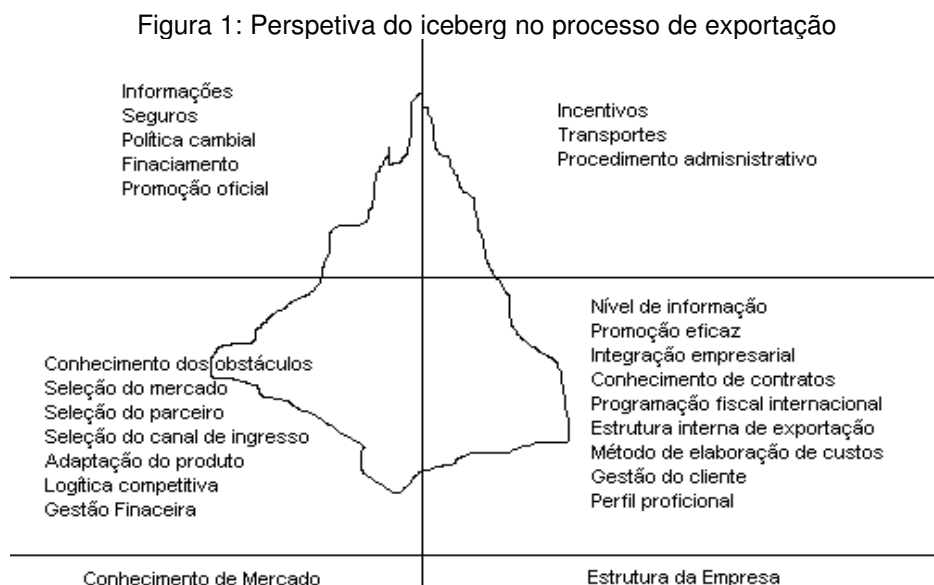 Figura 1: Perspetiva do iceberg no processo de exportação
Informações
Seguros
Política cambial
Finaciamento
Promoção oficial
Incentivos
Transportes
Procedimento admisnistrativo
Conhecimento dos obstáculos
Seleção do mercado
Seleção do parceiro
Seleção do canal de ingresso
Adaptação do produto
Logítica competitiva
Gestão Finaceira
Nível de informação
Promoção eficaz
Integração empresarial
Conhecimento de contratos
Programação fiscal internacional
Estrutura interna de exportação
Método de elaboração de custos
Gestão do cliente
Perfil proficional
Conhecimento de Mercado
Estrutura da Empresa